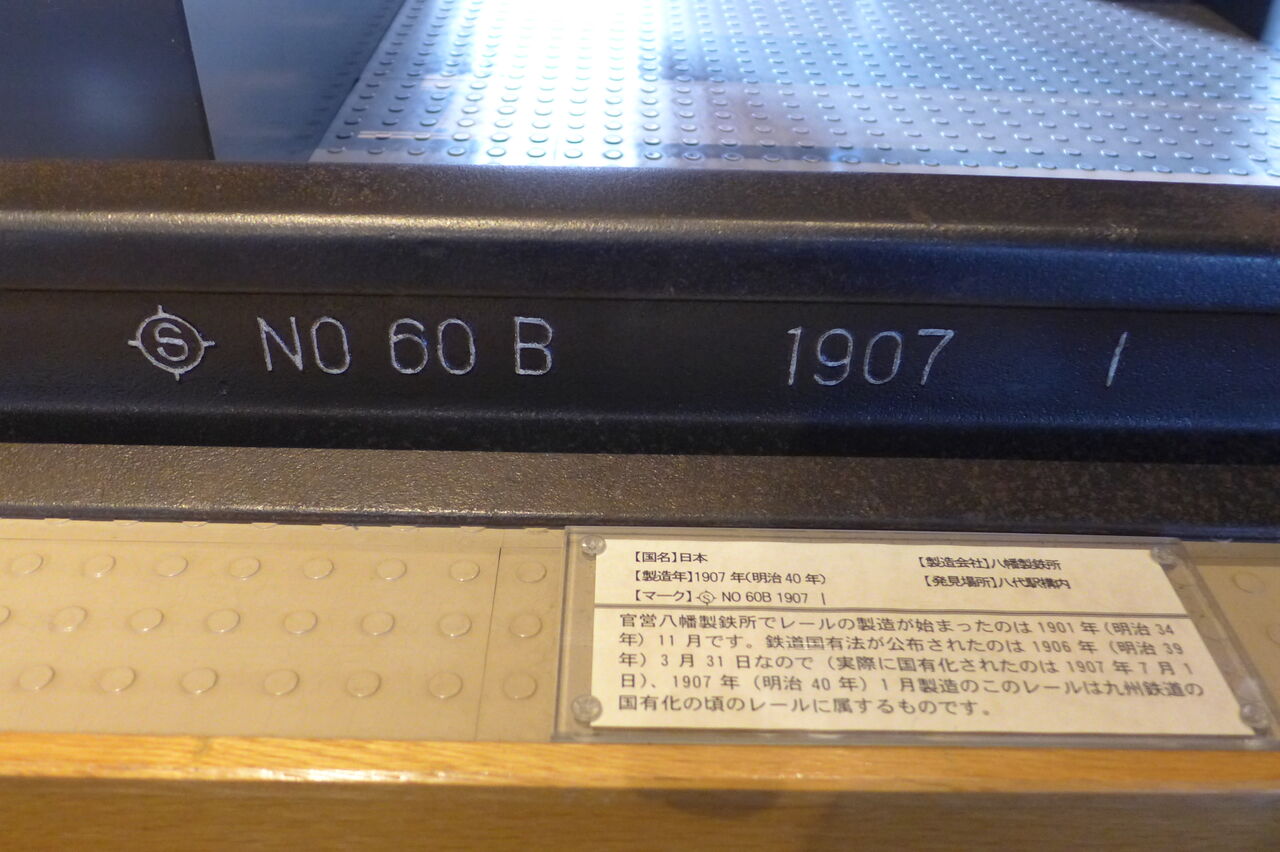 Ⓢ NO 60 B 1907 I
【国名】日本 【製造会社】八幡製鉄所
【製造年】1907 年(明治 40 年) 【発見場所】八代駅構内
【マーク】Ⓢ NO 60B 1907 I
官営八幡製鉄所でレールの製造が始まったのは 1901 年(明治 34
年)11 月です。鉄道国有法が公布されたのは 1906 年(明治 39
年)3 月 31 日なので(実際に国有化されたのは 1907 年 7 月 1
日)、1907 年(明治 40 年)1 月製造のこのレールは九州鉄道の
国有化の頃のレールに属するものです。